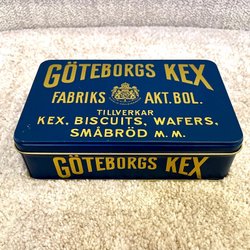 GÖTEBORGS KEX
FABRIKS AKT. BOL.
TILLVERKAR
KEX, BISCUITS, WAFERS,
SMÅBRÖD M. M.
GÖTEBORGS KEX